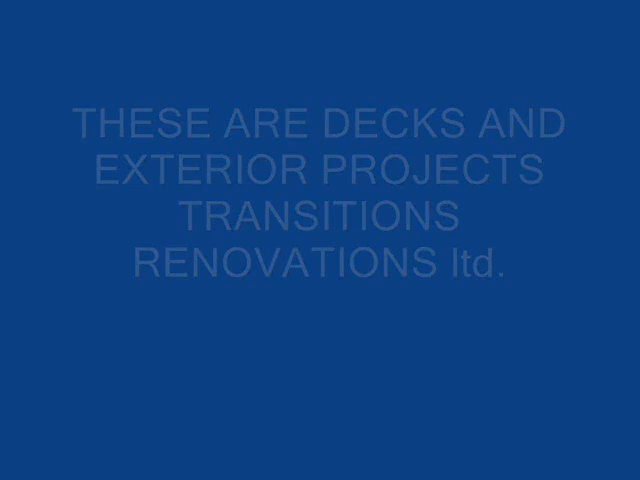 THESE ARE DECKS AND
EXTERIOR PROJECTS
TRANSITIONS
RENOVATIONS ltd.